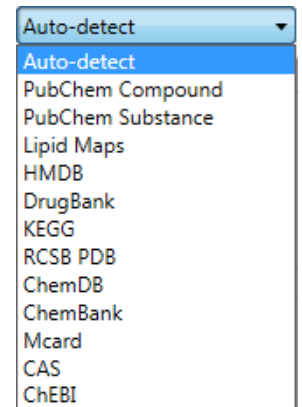 Auto-detect
Auto-detect
PubChem Compound
PubChem Substance
Lipid Maps
HMDB
DrugBank
KEGG
RCSB PDB
ChemDB
ChemBank
Mcard
CAS
ChEBI